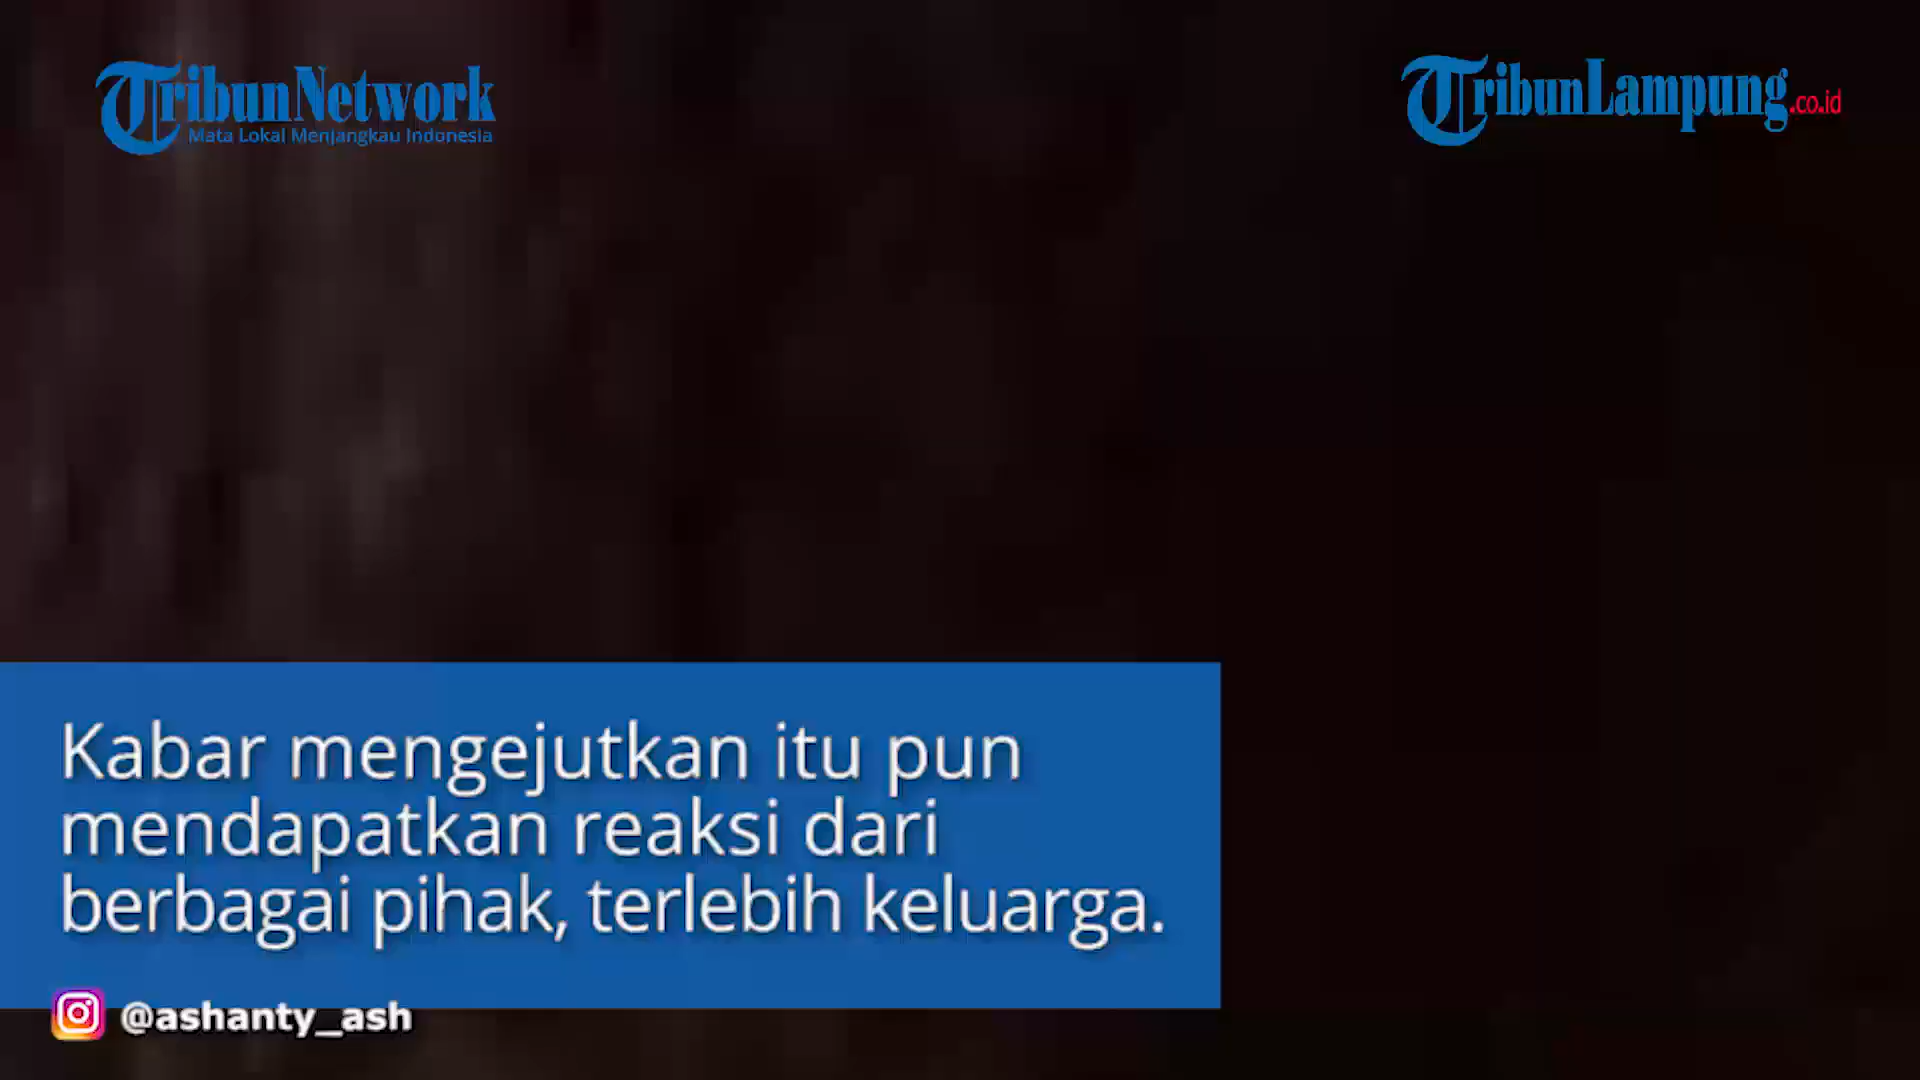 TribunNetwork
Mata Lokal Menjangkau Indonesia
TribunLampung.co.id
Kabar mengejutkan itu pun
mendapatkan reaksi dari
berbagai pihak, terlebih keluarga.
@ashanty_ash